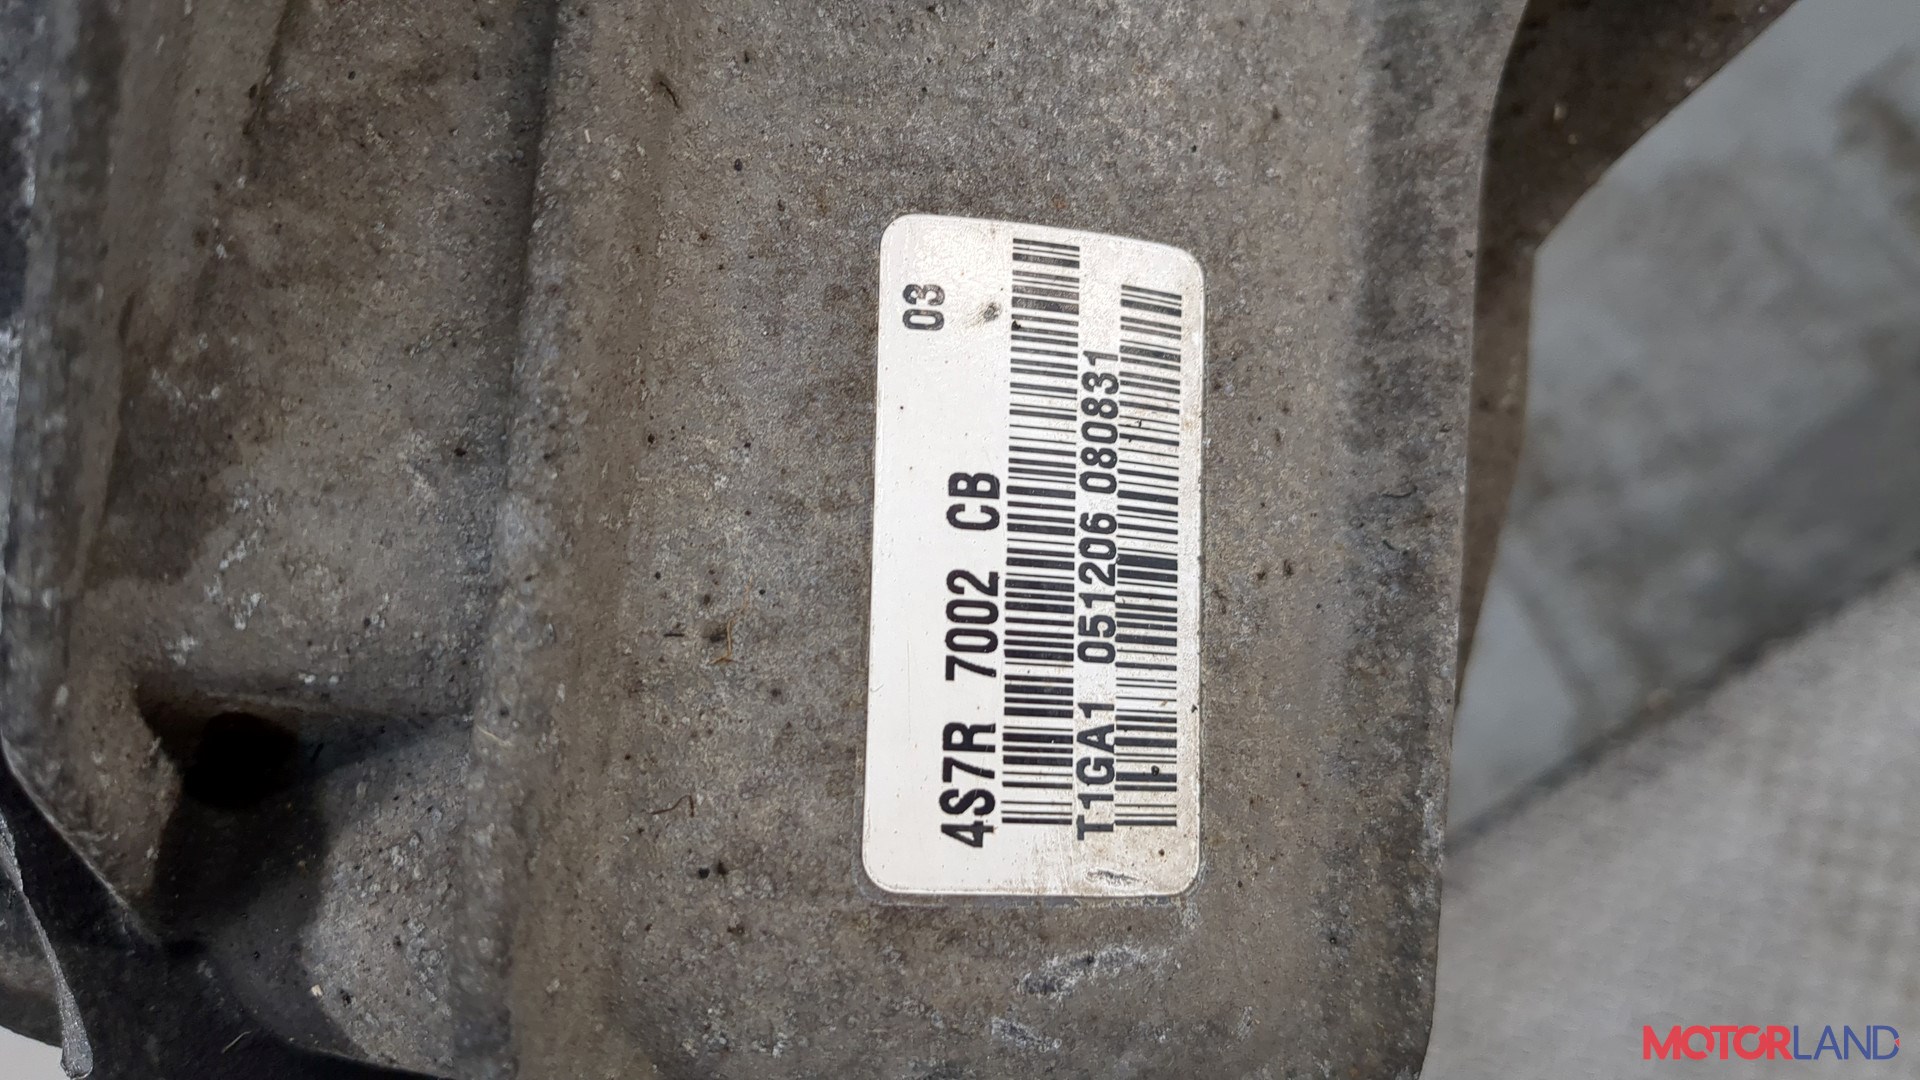 03
4S7R 7002 CB
T1GA1 051206 080831
MOTORLAND